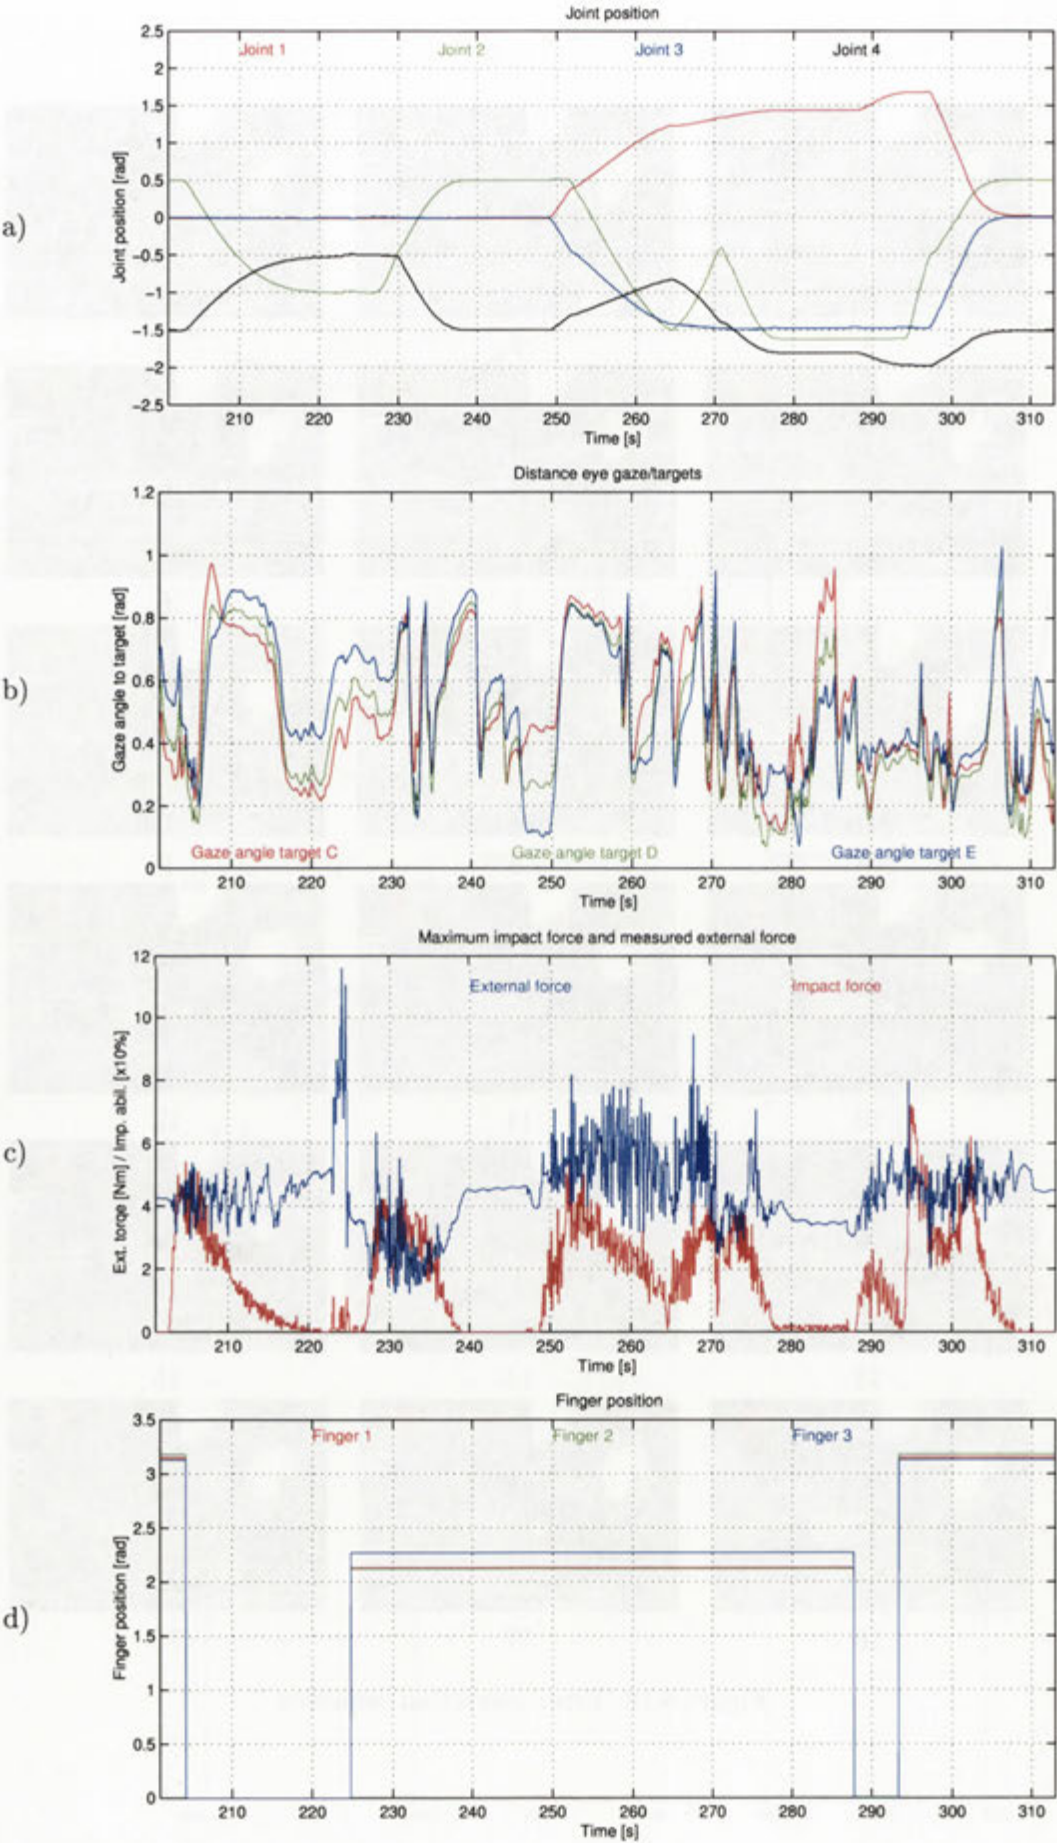 Joint position
Joint 1 Joint 2 Joint 3 Joint 4
2.5
2
1.5
1
0.5
0
−0.5
−1
−1.5
−2
−2.5
Joint position [rad]
a)
210 220 230 240 250 260 270 280 290 300 310
Time [s]
Distance eye gaze/targets
1.2
1
0.8
0.6
0.4
0.2
0
Gaze angle to target [rad]
b)
Gaze angle target C Gaze angle target D Gaze angle target E
210 220 230 240 250 260 270 280 290 300 310
Time [s]
Maximum impact force and measured external force
External force Impact force
12
10
8
6
4
2
0
Ext. torqe [Nm] / Imp. abil. [x10%]
c)
210 220 230 240 250 260 270 280 290 300 310
Time [s]
Finger position
Finger 1 Finger 2 Finger 3
3.5
3
2.5
2
1.5
1
0.5
0
Finger position [rad]
d)
210 220 230 240 250 260 270 280 290 300 310
Time [s]